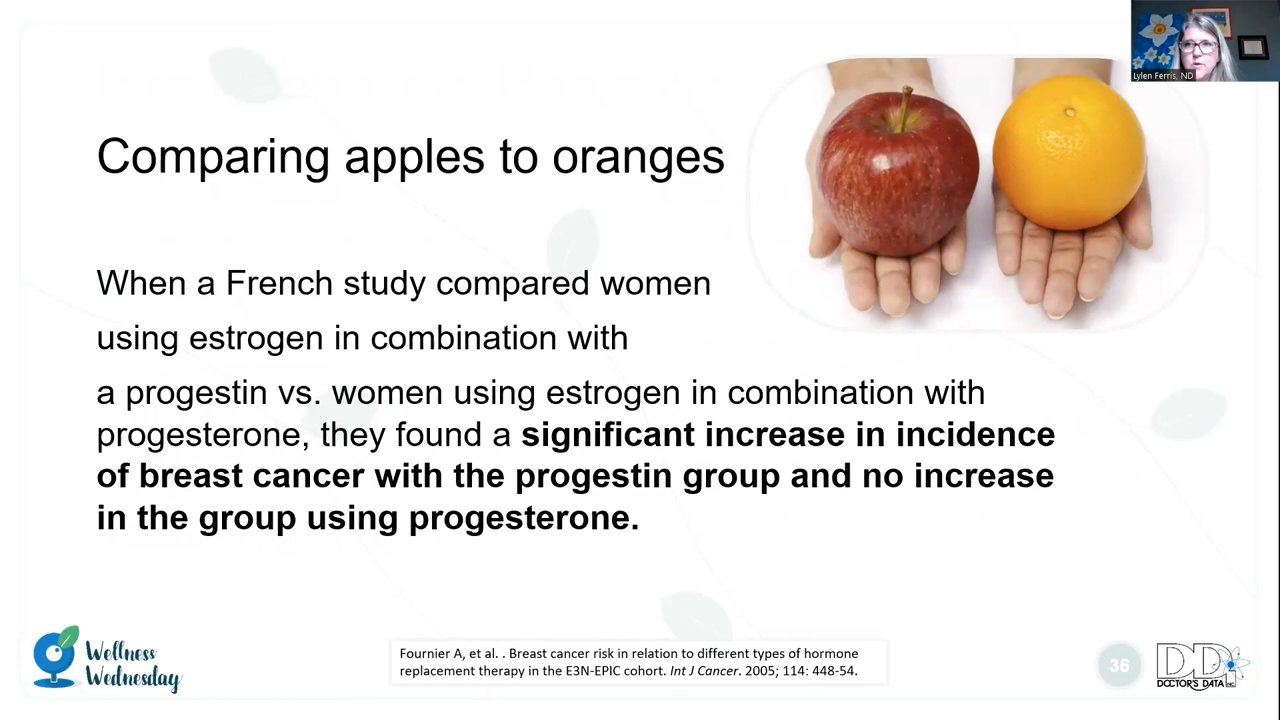 Lylen Ferris, ND
Comparing apples to oranges
When a French study compared women
using estrogen in combination with
a progestin vs. women using estrogen in combination with
progesterone, they found a significant increase in incidence
of breast cancer with the progestin group and no increase
in the group using progesterone.
Wellness
Wednesday
Fournier A, et al. . Breast cancer risk in relation to different types of hormone
replacement therapy in the E3N-EPIC cohort. Int J Cancer. 2005; 114: 448-54.
36
DDI
DOCTOR'S DATA INC.